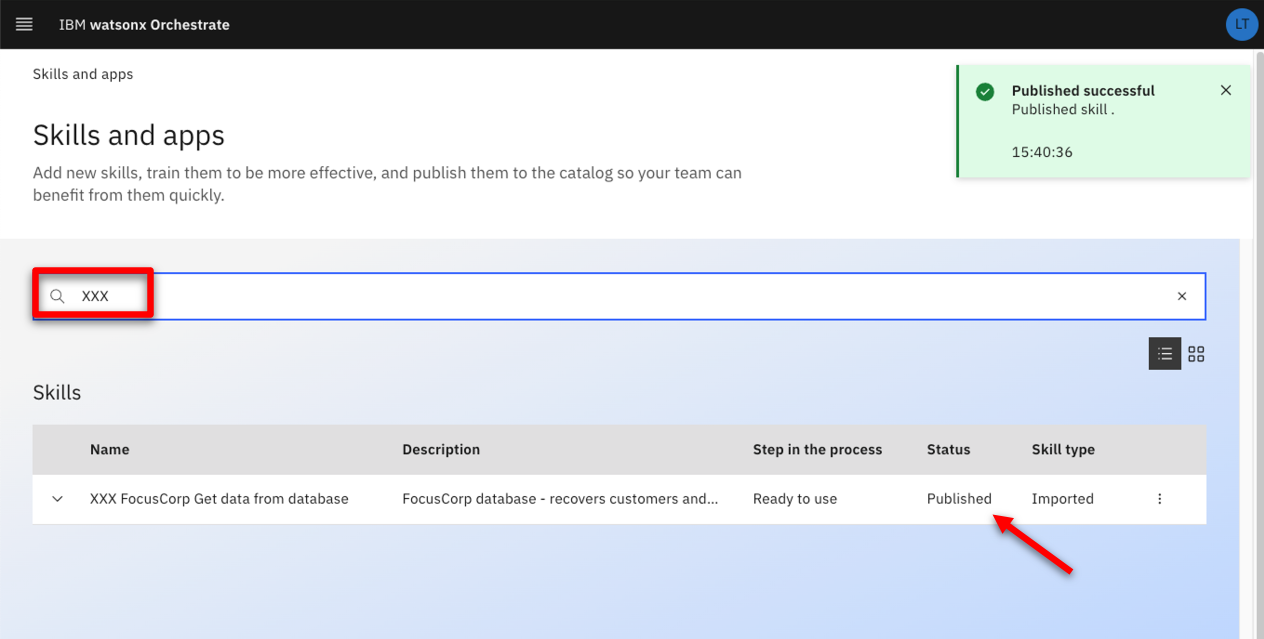 IBM watsonx Orchestrate
LT
Skills and apps
Published successful
Published skill .
15:40:36
Skills and apps
Add new skills, train them to be more effective, and publish them to the catalog so your team can
benefit from them quickly.
XXX
Skills
Name Description Step in the process Status Skill type
XXX FocusCorp Get data from database FocusCorp database - recovers customers and... Ready to use Published Imported